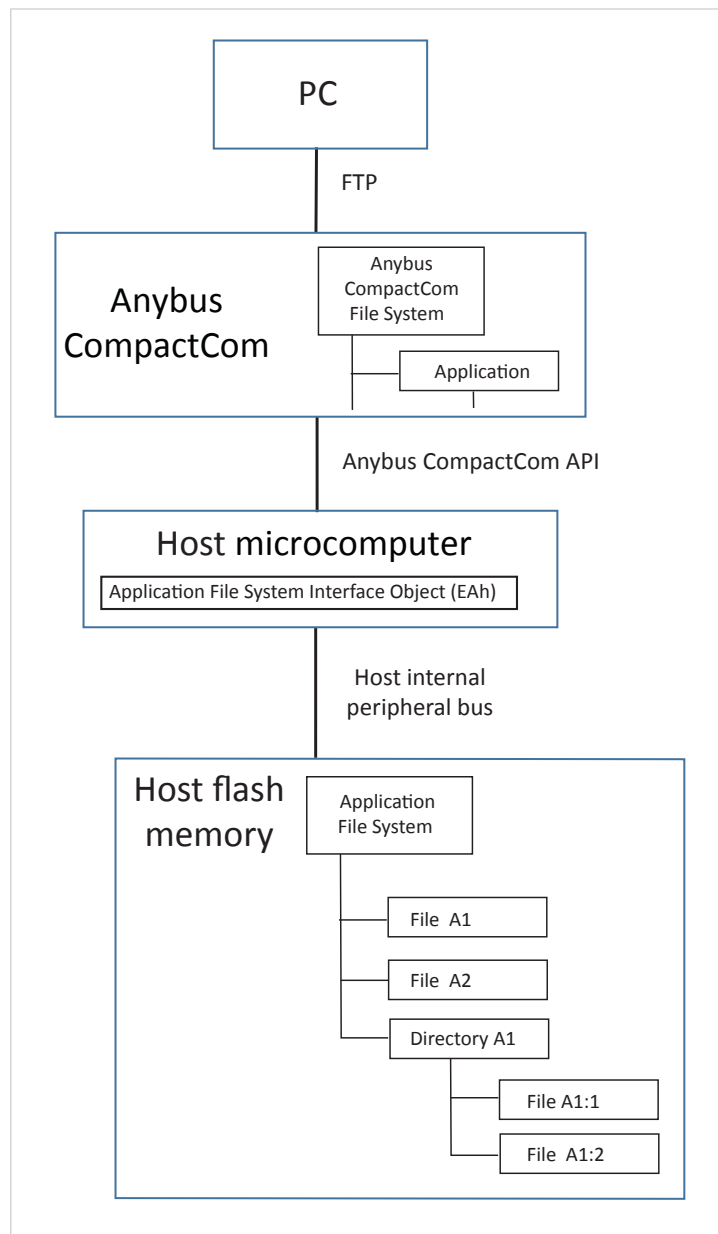 PC
FTP
Anybus
CompactCom
Anybus
CompactCom
File System
Application
Anybus CompactCom API
Host microcomputer
Application File System Interface Object (EAh)
Host internal
peripheral bus
Host flash
memory
Application
File System
File A1
File A2
Directory A1
File A1:1
File A1:2